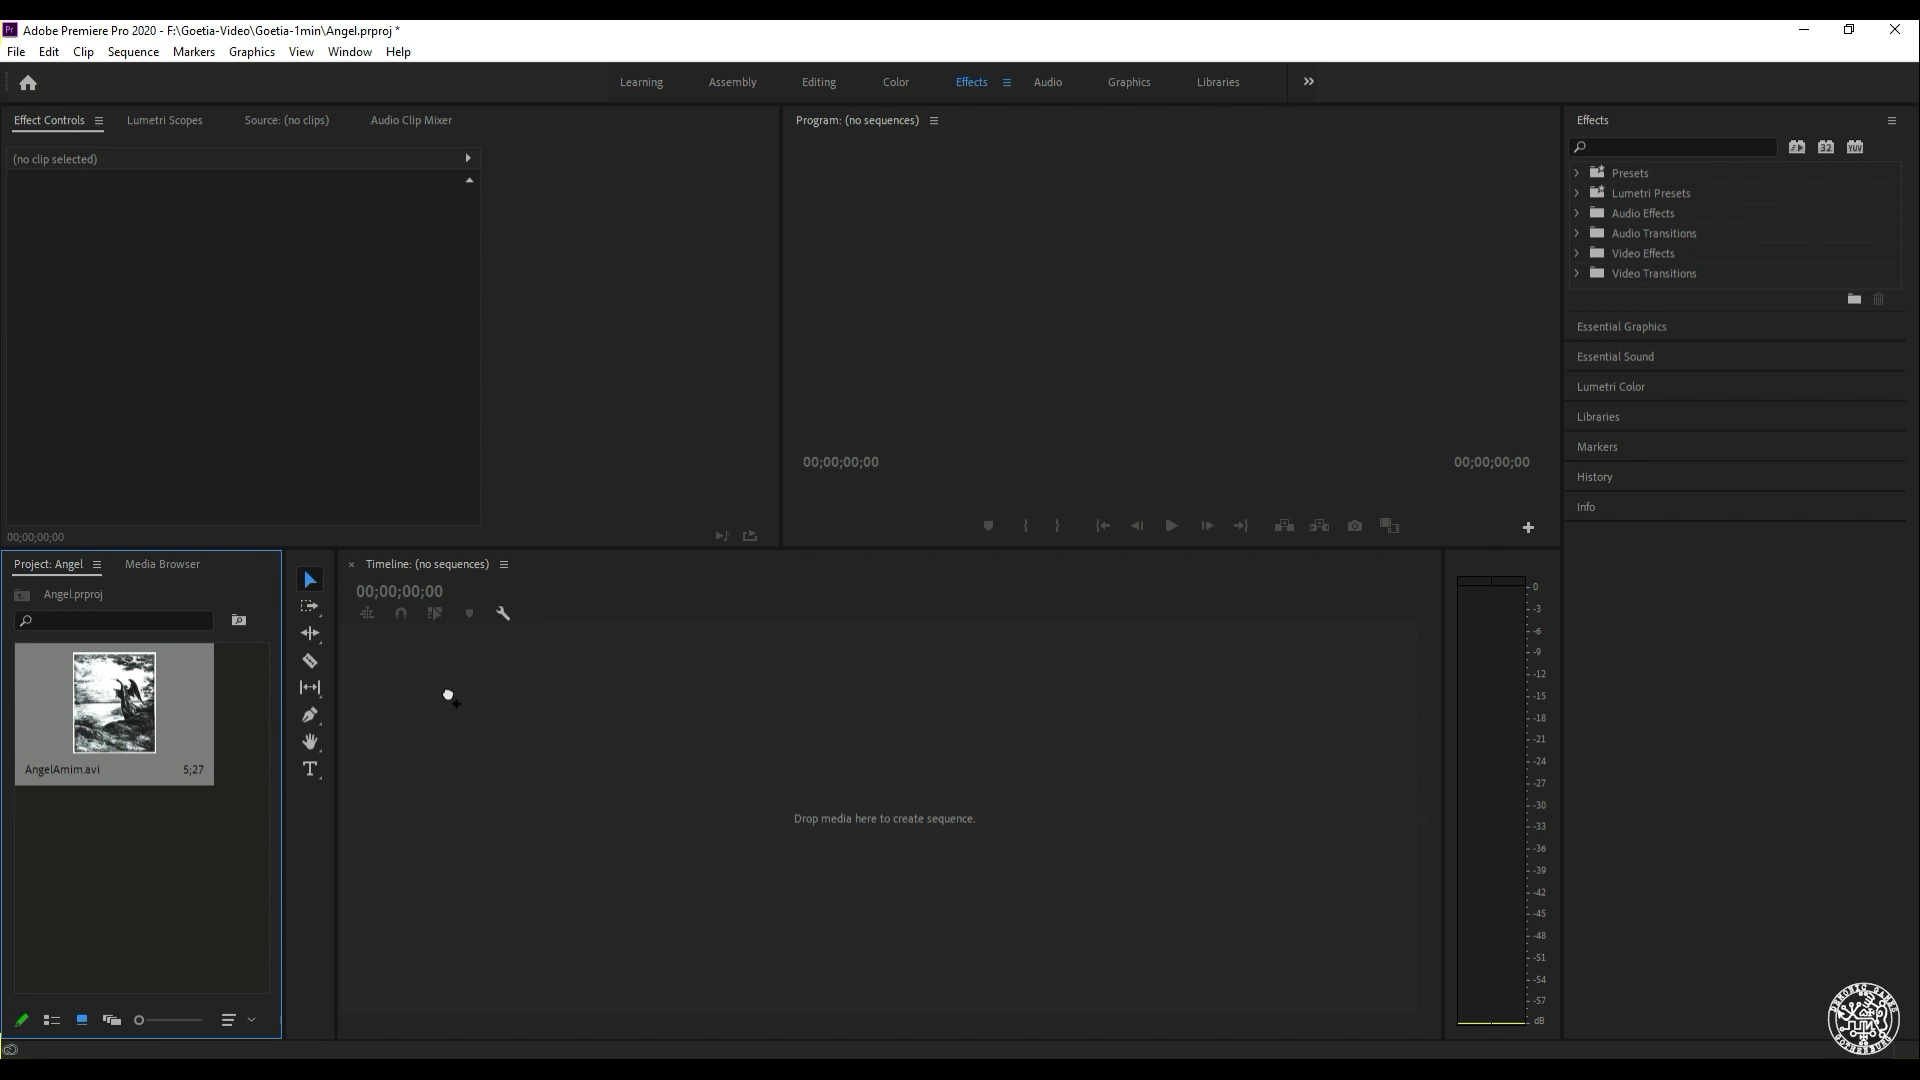 Adobe Premiere Pro 2020 - F:\Goetia-Video\Goetia-1min\Angel.prproj *
File Edit Clip Sequence Markers Graphics View Window Help
Learning Assembly Editing Color Effects Audio Graphics Libraries
Effect Controls Lumetri Scopes Source: (no clips) Audio Clip Mixer
(no clip selected)
00;00;00;00
Program: (no sequences)
00;00;00;00 00;00;00;00
Effects
Presets
Lumetri Presets
Audio Effects
Audio Transitions
Video Effects
Video Transitions
Essential Graphics
Essential Sound
Lumetri Color
Libraries
Markers
History
Info
Project: Angel Media Browser
Angel.prproj
AngelAmim.avi 5;27
Timeline: (no sequences)
00;00;00;00
Drop media here to create sequence.
0
-3
-6
-9
-12
-15
-18
-21
-24
-27
-30
-33
-36
-39
-42
-45
-48
-51
-54
-57
dB